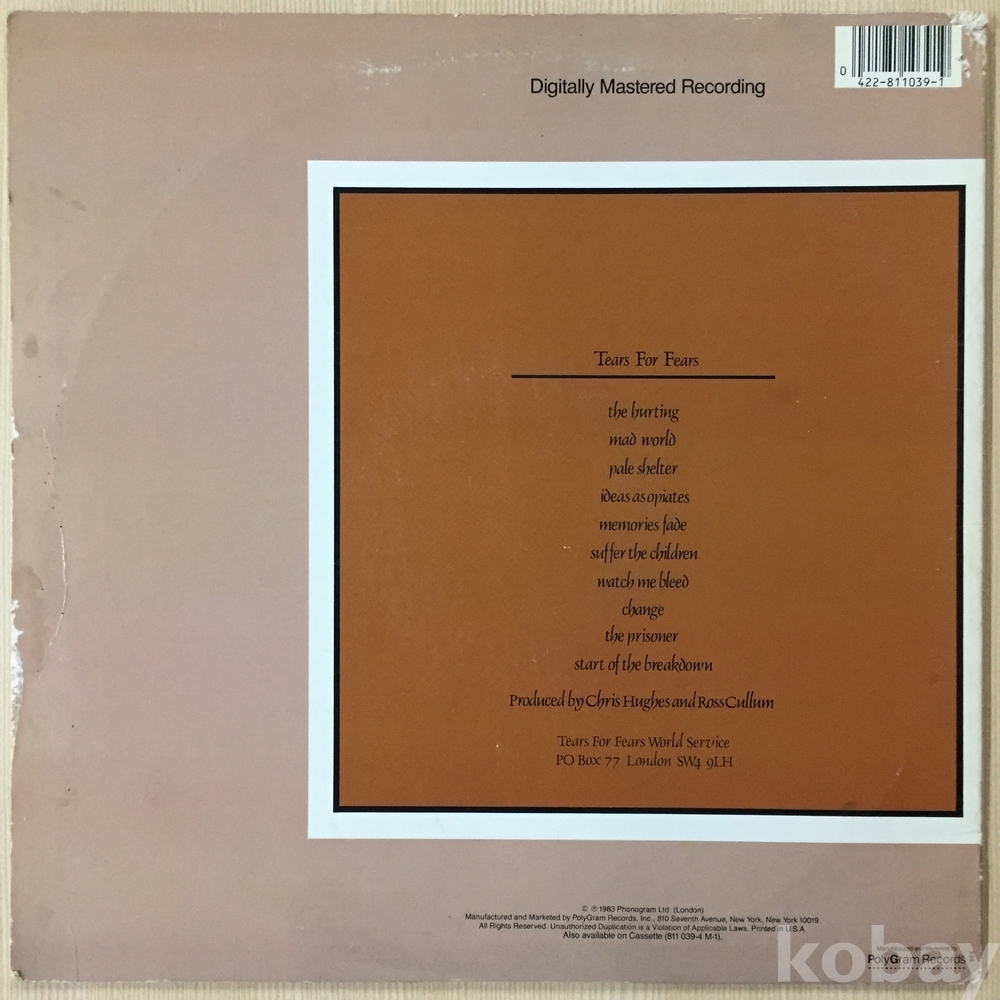 0 422-811039-1
Digitally Mastered Recording
Tears For Fears
the hurting
mad world
pale shelter
ideas as opiates
memories fade
suffer the children
watch me bleed
change
the prisoner
start of the breakdown
Produced by Chris Hughes and Ross Cullum
Tears For Fears World Service
PO Box 77 London SW4 9LH
© ℗ 1983 Phonogram Ltd. (London)
Manufactured and Marketed by PolyGram Records, Inc., 810 Seventh Avenue, New York, New York 10019.
All Rights Reserved. Unauthorized Duplication is a Violation of Applicable Laws. Printed in U.S.A.
Also available on Cassette (811 039-4 M-1).
Manufactured and Marketed by
PolyGram Records
kobay